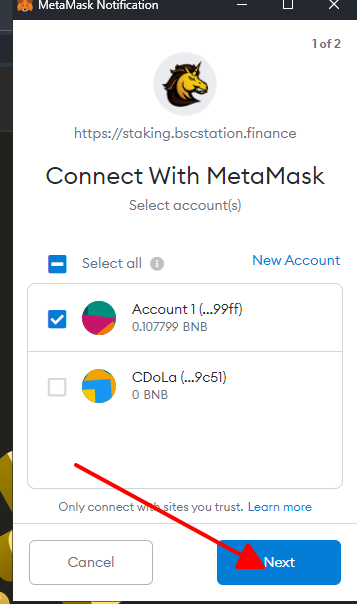 MetaMask Notification
1 of 2
https://staking.bscstation.finance
Connect With MetaMask
Select account(s)
Select all
New Account
Account 1 (...99ff)
0.107799 BNB
CDoLa (...9c51)
0 BNB
Only connect with sites you trust. Learn more
Cancel
Next